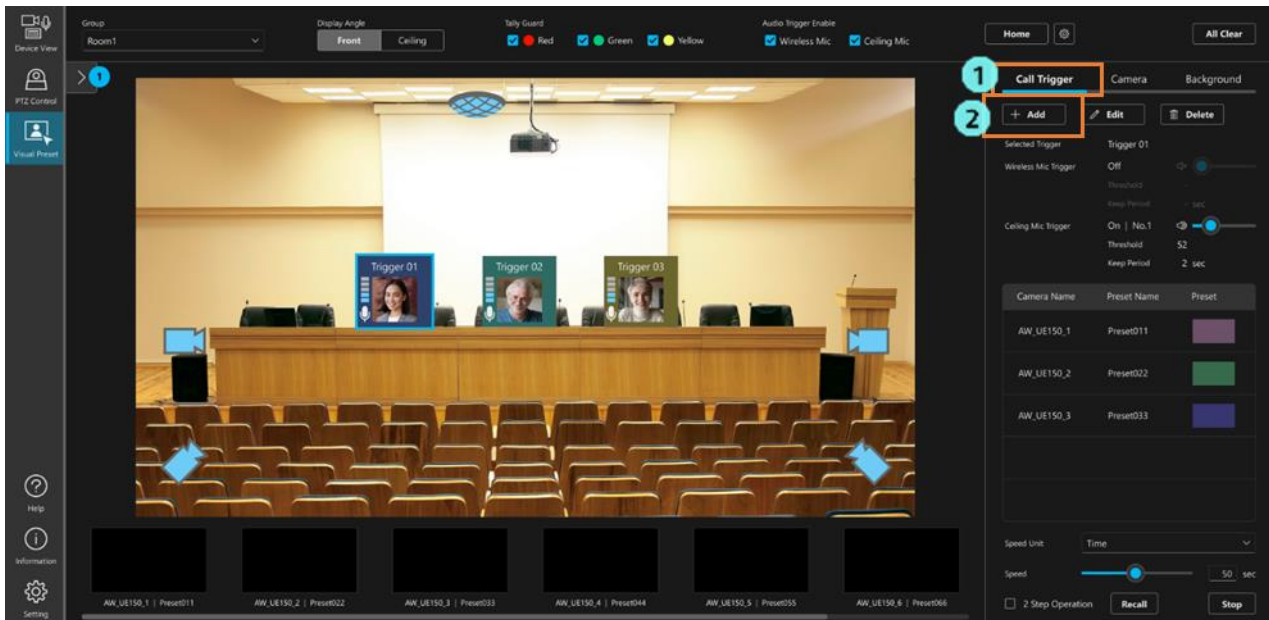 Device View
PTZ Control
Visual Preset
Help
Information
Setting
Group
Room1
Display Angle
Front Ceiling
Tally Guard
Red Green Yellow
Audio Trigger Enable
Wireless Mic Ceiling Mic
Home
All Clear
1
Trigger 01
Trigger 02
Trigger 03
AW_UE150_1 | Preset011
AW_UE150_2 | Preset022
AW_UE150_3 | Preset033
AW_UE150_4 | Preset044
AW_UE150_5 | Preset055
AW_UE150_6 | Preset066
1
Call Trigger Camera Background
2
+ Add Edit Delete
Selected Trigger Trigger 01
Wireless Mic Trigger Off
Threshold -
Keep Period - sec
Ceiling Mic Trigger On | No.1
Threshold 52
Keep Period 2 sec
Camera Name Preset Name Preset
AW_UE150_1 Preset011
AW_UE150_2 Preset022
AW_UE150_3 Preset033
Speed Unit Time
Speed 50 sec
2 Step Operation Recall Stop